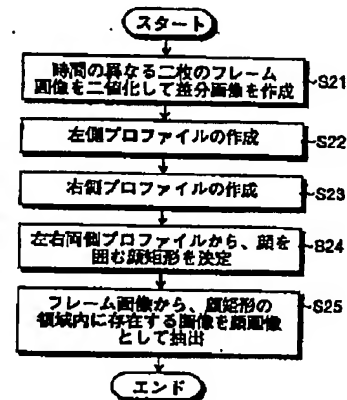 スタート
時間の異なる二枚のフレーム
画像を二値化して差分画像を作成
S21
左側プロファイルの作成
S22
右側プロファイルの作成
S23
左右両側プロファイルから、顔を
囲む顔矩形を決定
S24
フレーム画像から、顔矩形の
領域内に存在する画像を顔画像
として抽出
S25
エンド